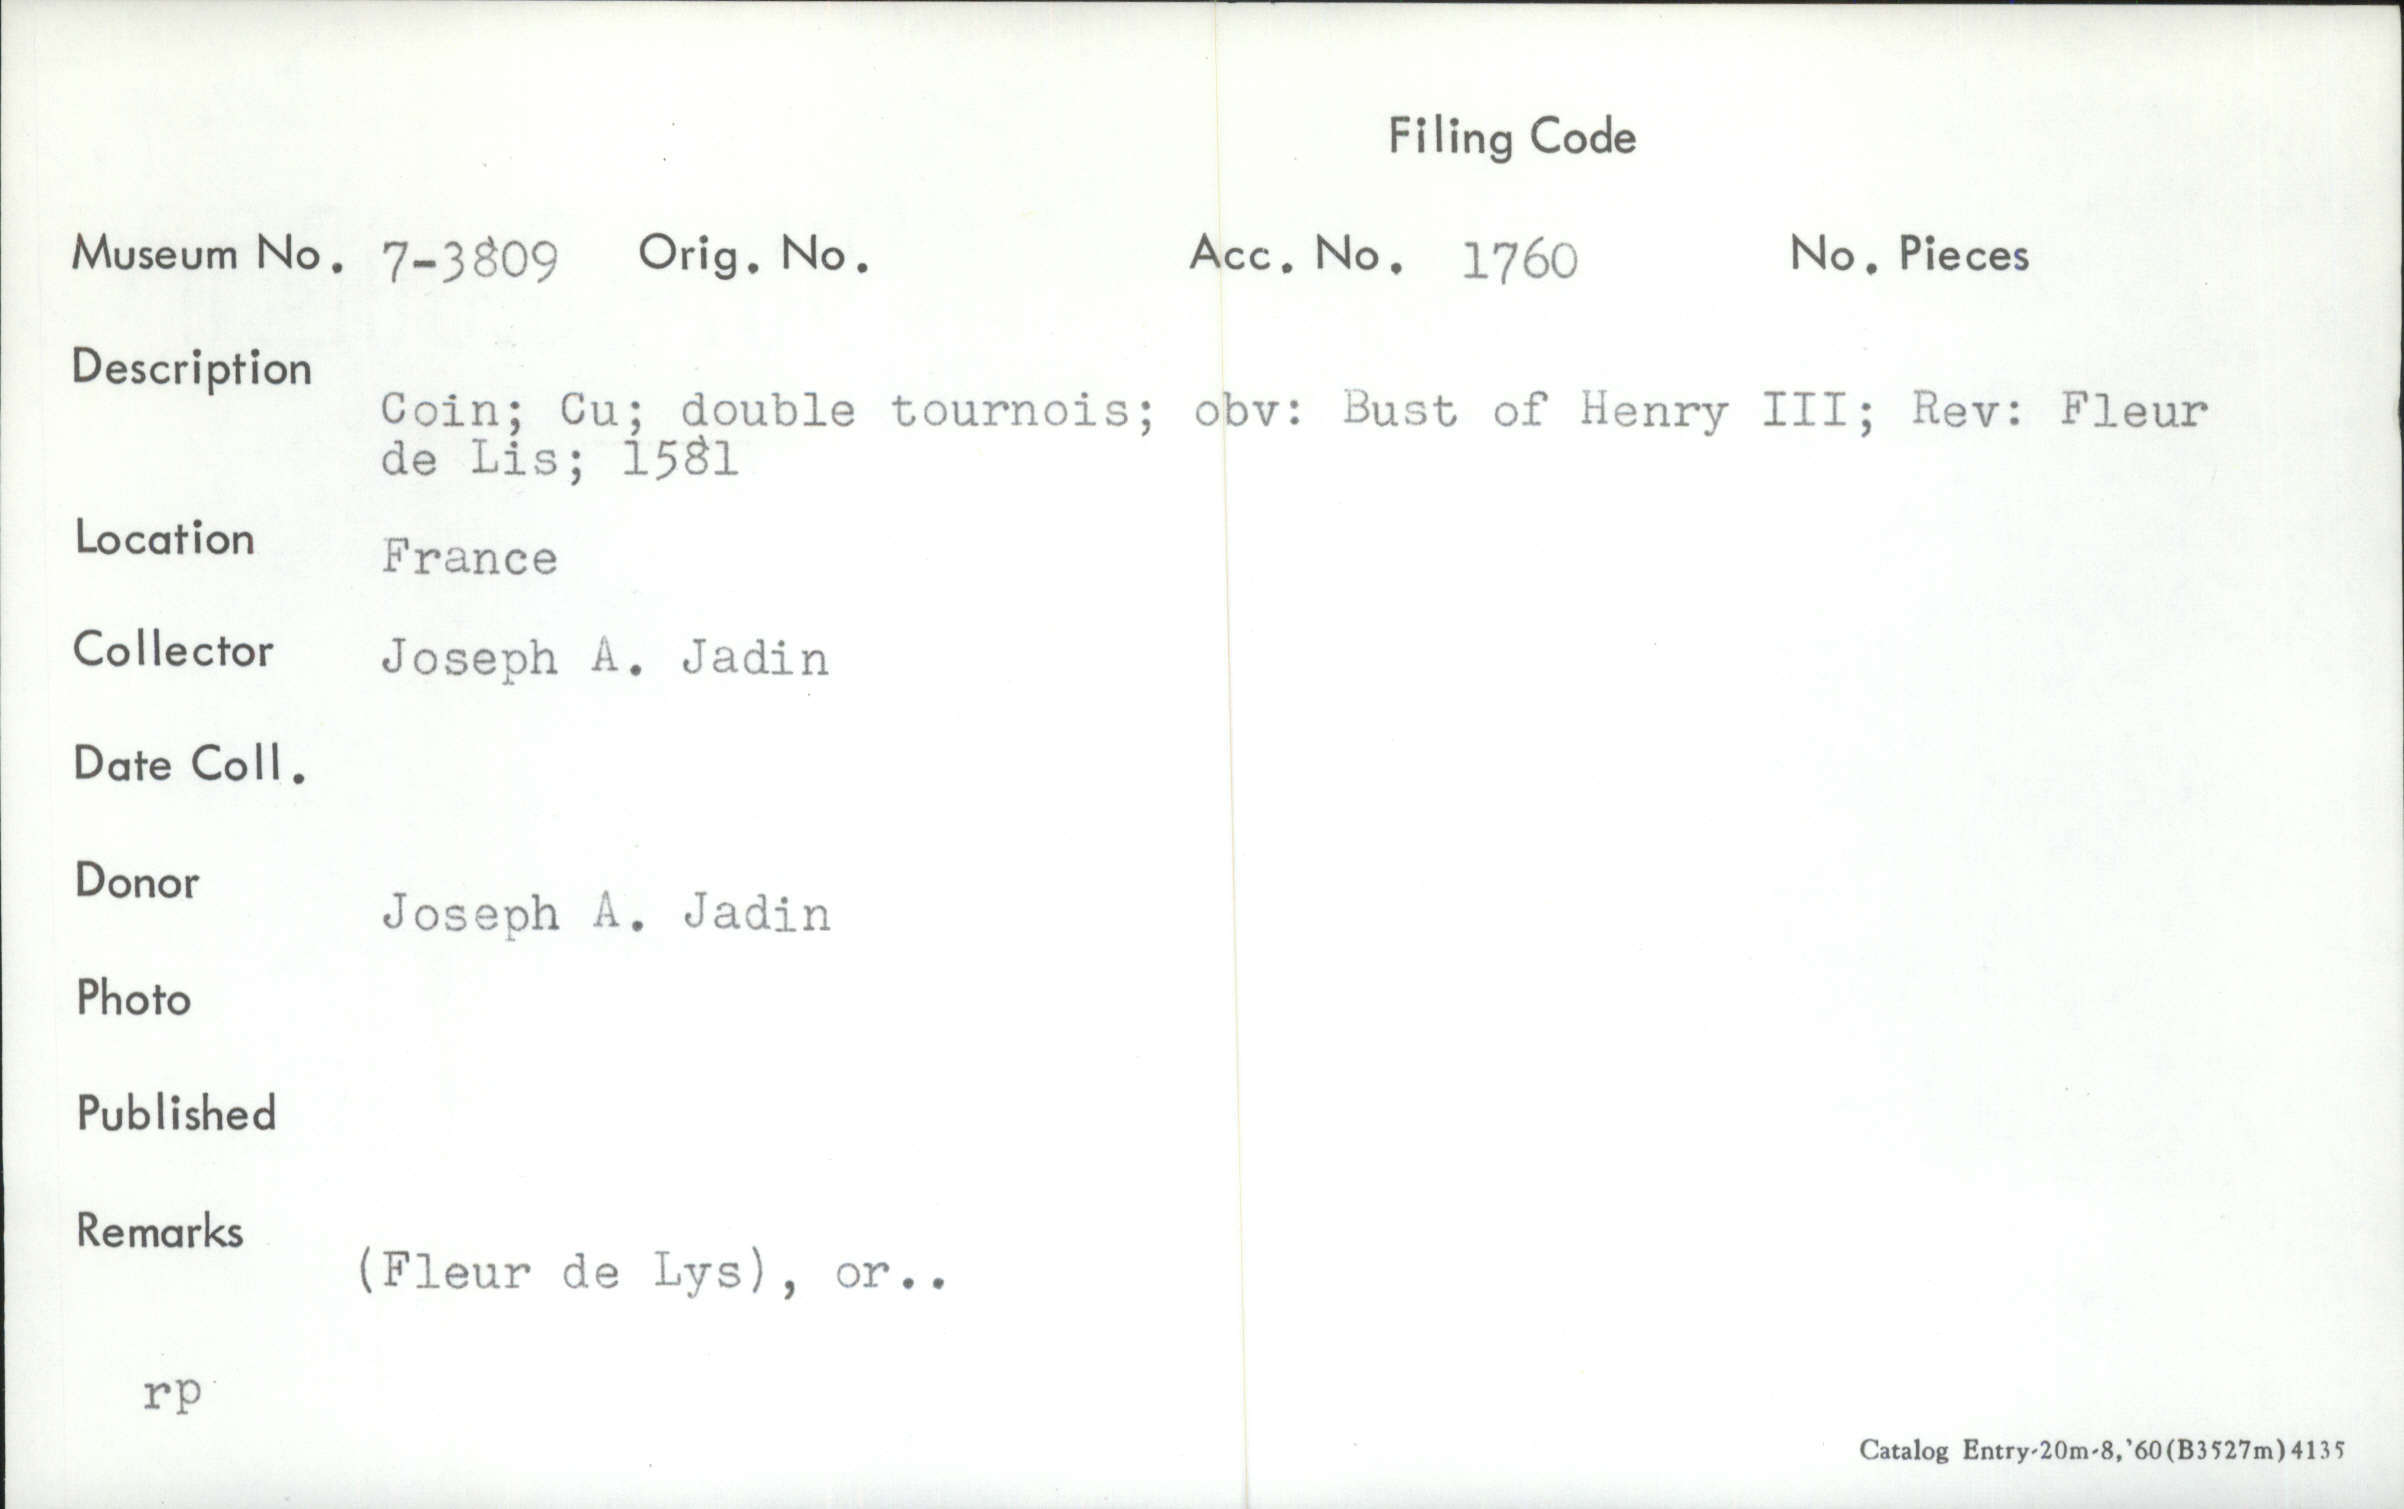 Filing Code
Museum No. 7-3809 Orig. No. Acc. No. 1760 No. Pieces
Description
Coin; Cu; double tournois; obv: Bust of Henry III; Rev: Fleur
de Lis; 1581
Location
France
Collector Joseph A. Jadin
Date Coll.
Donor
Joseph A. Jadin
Photo
Published
Remarks
(Fleur de Lys), or..
rp
Catalog Entry-20m-8,'60(B3527m)4135